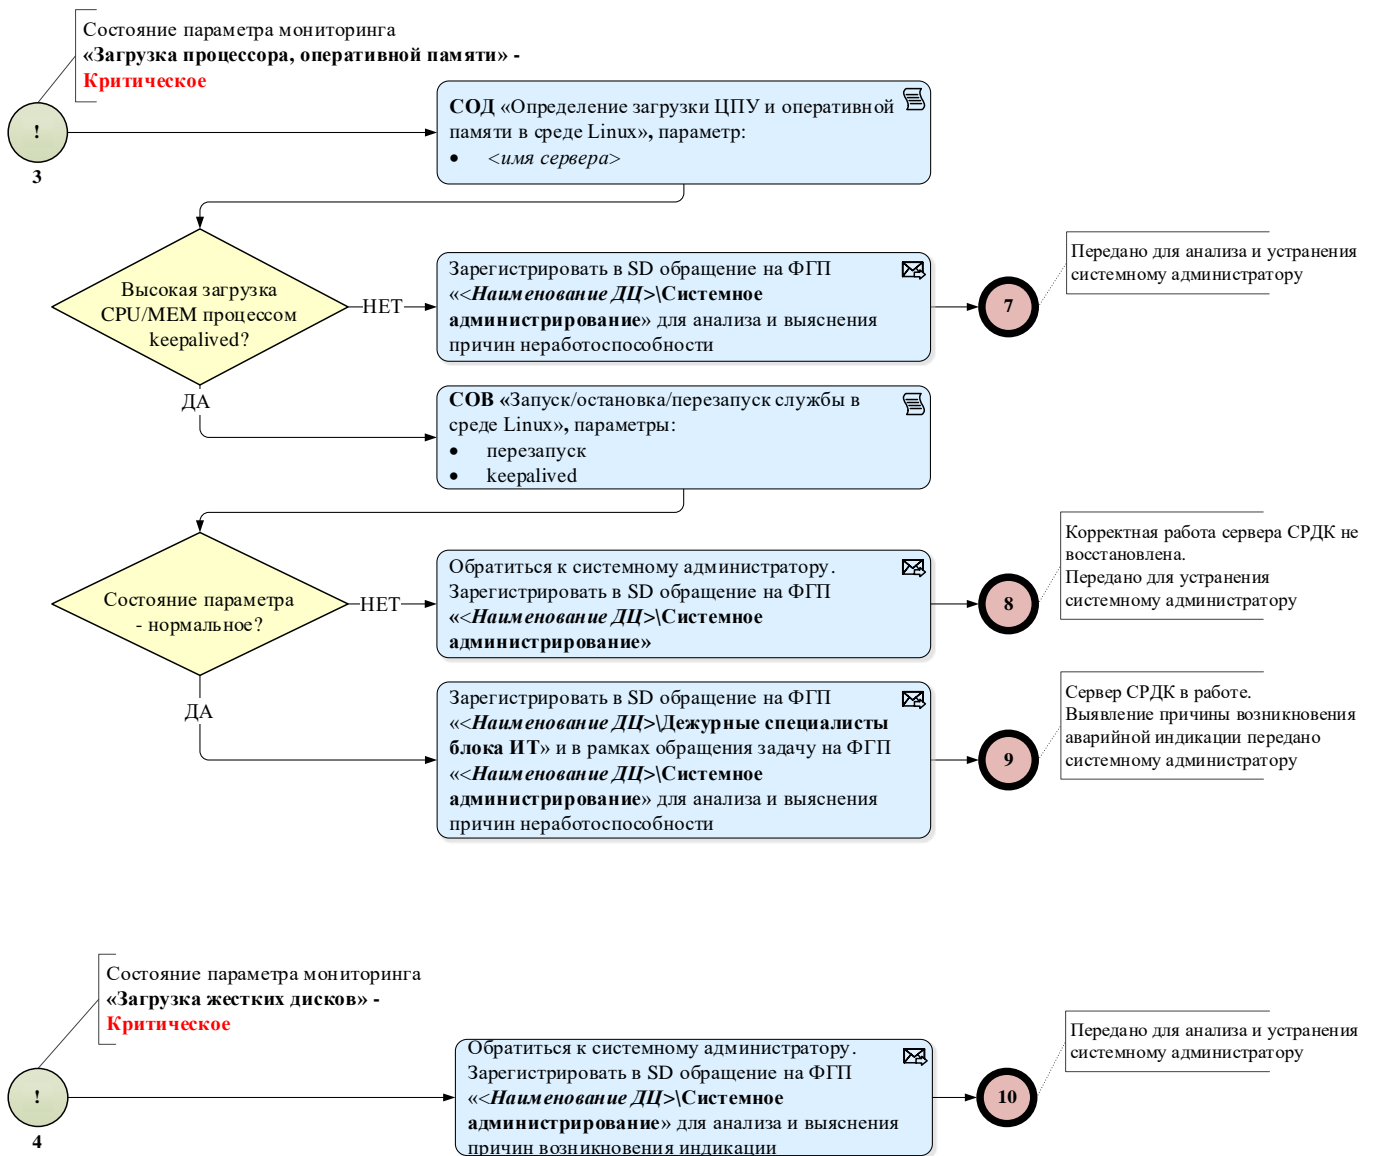 Состояние параметра мониторинга
«Загрузка процессора, оперативной памяти» -
Критическое
!
3
СОД «Определение загрузки ЦПУ и оперативной
памяти в среде Linux», параметр:
• <имя сервера>
Высокая загрузка
CPU/MEM процессом
keepalived?
НЕТ
Зарегистрировать в SD обращение на ФГП
«<Наименование ДЦ>\Системное
администрирование» для анализа и выяснения
причин неработоспособности
7
Передано для анализа и устранения
системному администратору
ДА
СОВ «Запуск/остановка/перезапуск службы в
среде Linux», параметры:
• перезапуск
• keepalived
Состояние параметра
- нормальное?
НЕТ
Обратиться к системному администратору.
Зарегистрировать в SD обращение на ФГП
«<Наименование ДЦ>\Системное
администрирование»
8
Корректная работа сервера СРДК не
восстановлена.
Передано для устранения
системному администратору
ДА
Зарегистрировать в SD обращение на ФГП
«<Наименование ДЦ>\Дежурные специалисты
блока ИТ» и в рамках обращения задачу на ФГП
«<Наименование ДЦ>\Системное
администрирование» для анализа и выяснения
причин неработоспособности
9
Сервер СРДК в работе.
Выявление причины возникновения
аварийной индикации передано
системному администратору
Состояние параметра мониторинга
«Загрузка жестких дисков» -
Критическое
!
4
Обратиться к системному администратору.
Зарегистрировать в SD обращение на ФГП
«<Наименование ДЦ>\Системное
администрирование» для анализа и выяснения
причин возникновения индикации
10
Передано для анализа и устранения
системному администратору